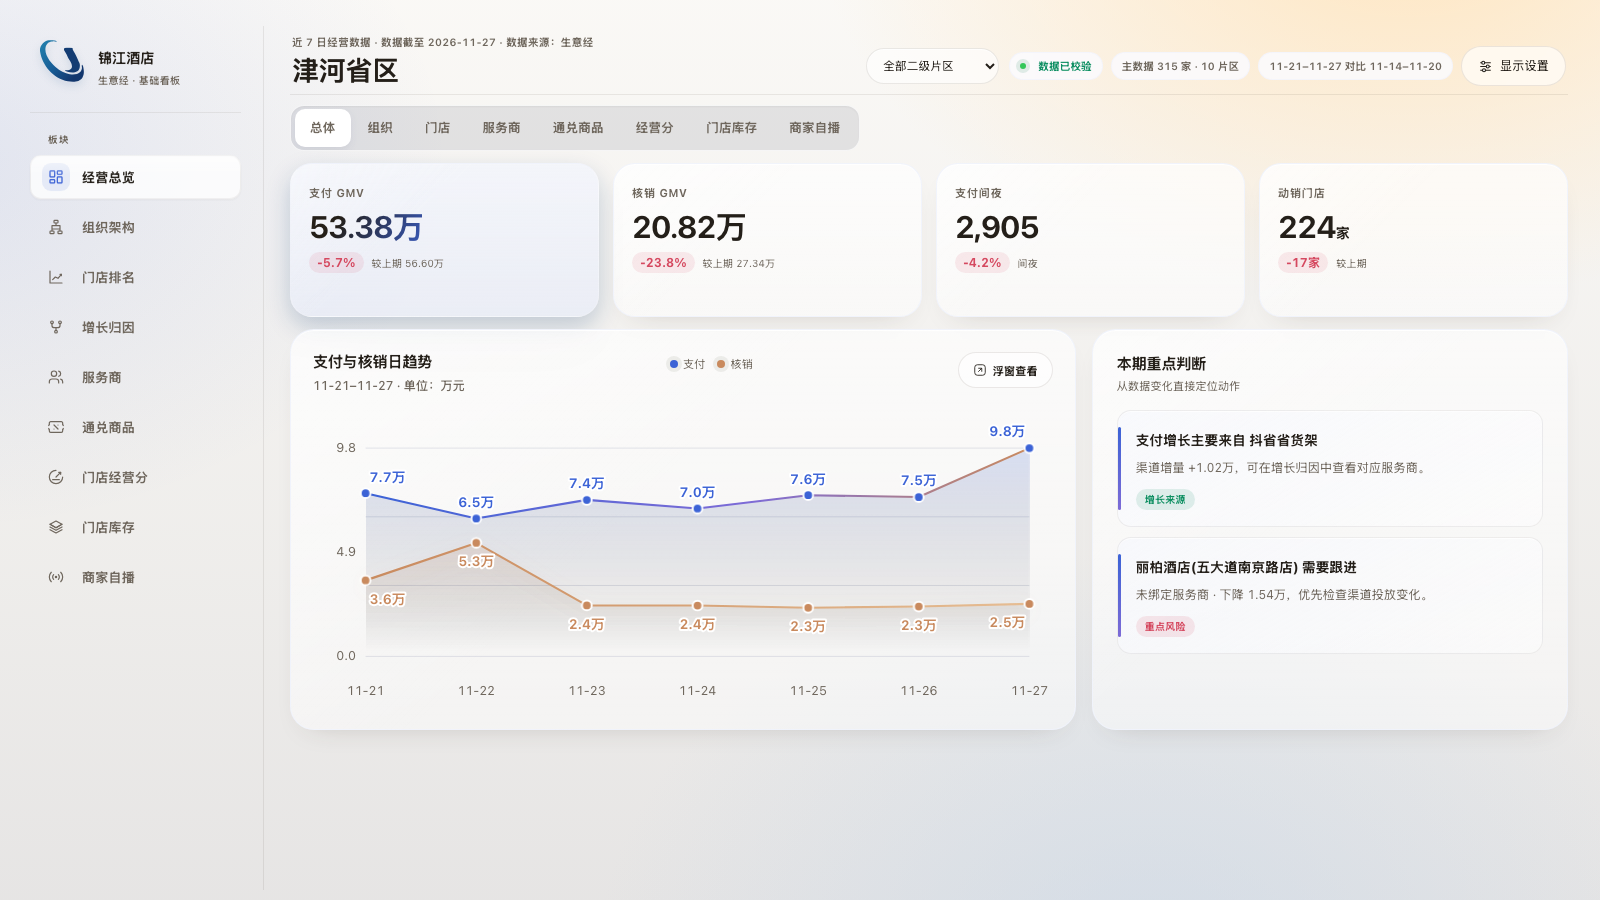 锦江酒店
生意经 · 基础看板
板块
经营总览
组织架构
门店排名
增长归因
服务商
通兑商品
门店经营分
门店库存
商家自播
近 7 日经营数据 · 数据截至 2026-11-27 · 数据来源：生意经
津河省区
全部二级片区
数据已校验
主数据 315 家 · 10 片区
11-21–11-27 对比 11-14–11-20
显示设置
总体 组织 门店 服务商 通兑商品 经营分 门店库存 商家自播
支付 GMV
53.38万
-5.7% 较上期 56.60万
核销 GMV
20.82万
-23.8% 较上期 27.34万
支付间夜
2,905
-4.2% 间夜
动销门店
224家
-17家 较上期
支付与核销日趋势
11-21–11-27 · 单位：万元
支付 核销
浮窗查看
9.8
4.9
0.0
7.7万 6.5万 7.4万 7.0万 7.6万 7.5万 9.8万
3.6万 5.3万 2.4万 2.4万 2.3万 2.3万 2.5万
11-21 11-22 11-23 11-24 11-25 11-26 11-27
本期重点判断
从数据变化直接定位动作
支付增长主要来自 抖省省货架
渠道增量 +1.02万，可在增长归因中查看对应服务商。
增长来源
丽柏酒店(五大道南京路店) 需要跟进
未绑定服务商 · 下降 1.54万，优先检查渠道投放变化。
重点风险